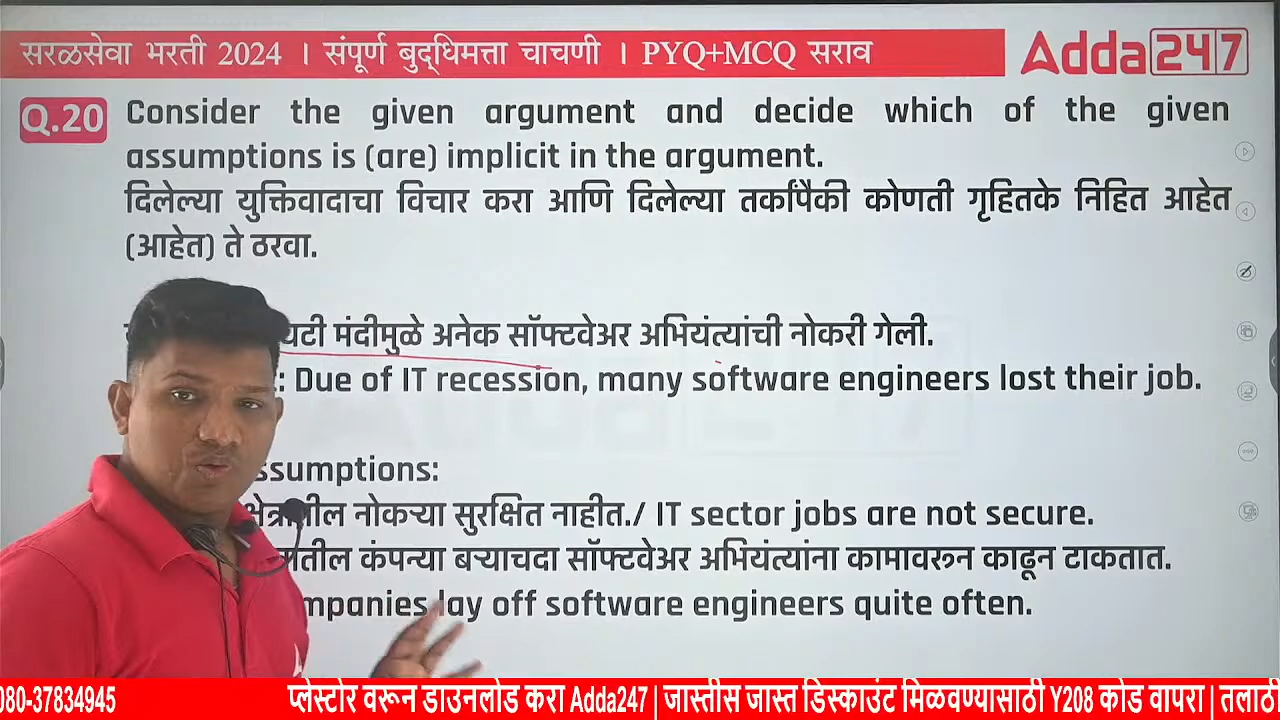 सरळसेवा भरती 2024 । संपूर्ण बुद्धिमत्ता चाचणी । PYQ+MCQ सराव
Adda247
Q.20
Consider the given argument and decide which of the given
assumptions is (are) implicit in the argument.
दिलेल्या युक्तिवादाचा विचार करा आणि दिलेल्या तर्कांपैकी कोणती गृहितके निहित आहेत
(आहेत) ते ठरवा.
मंदीमुळे अनेक सॉफ्टवेअर अभियंत्यांची नोकरी गेली.
: Due of IT recession, many software engineers lost their job.
ssumptions:
नोकऱ्या सुरक्षित नाहीत./ IT sector jobs are not secure.
कंपन्या बऱ्याचदा सॉफ्टवेअर अभियंत्यांना कामावरून काढून टाकतात.
mpanies lay off software engineers quite often.
080-37834945 प्लेस्टोर वरून डाउनलोड करा Adda247 | जास्तीस जास्त डिस्काउंट मिळवण्यासाठी Y208 कोड वापरा | तलाठी